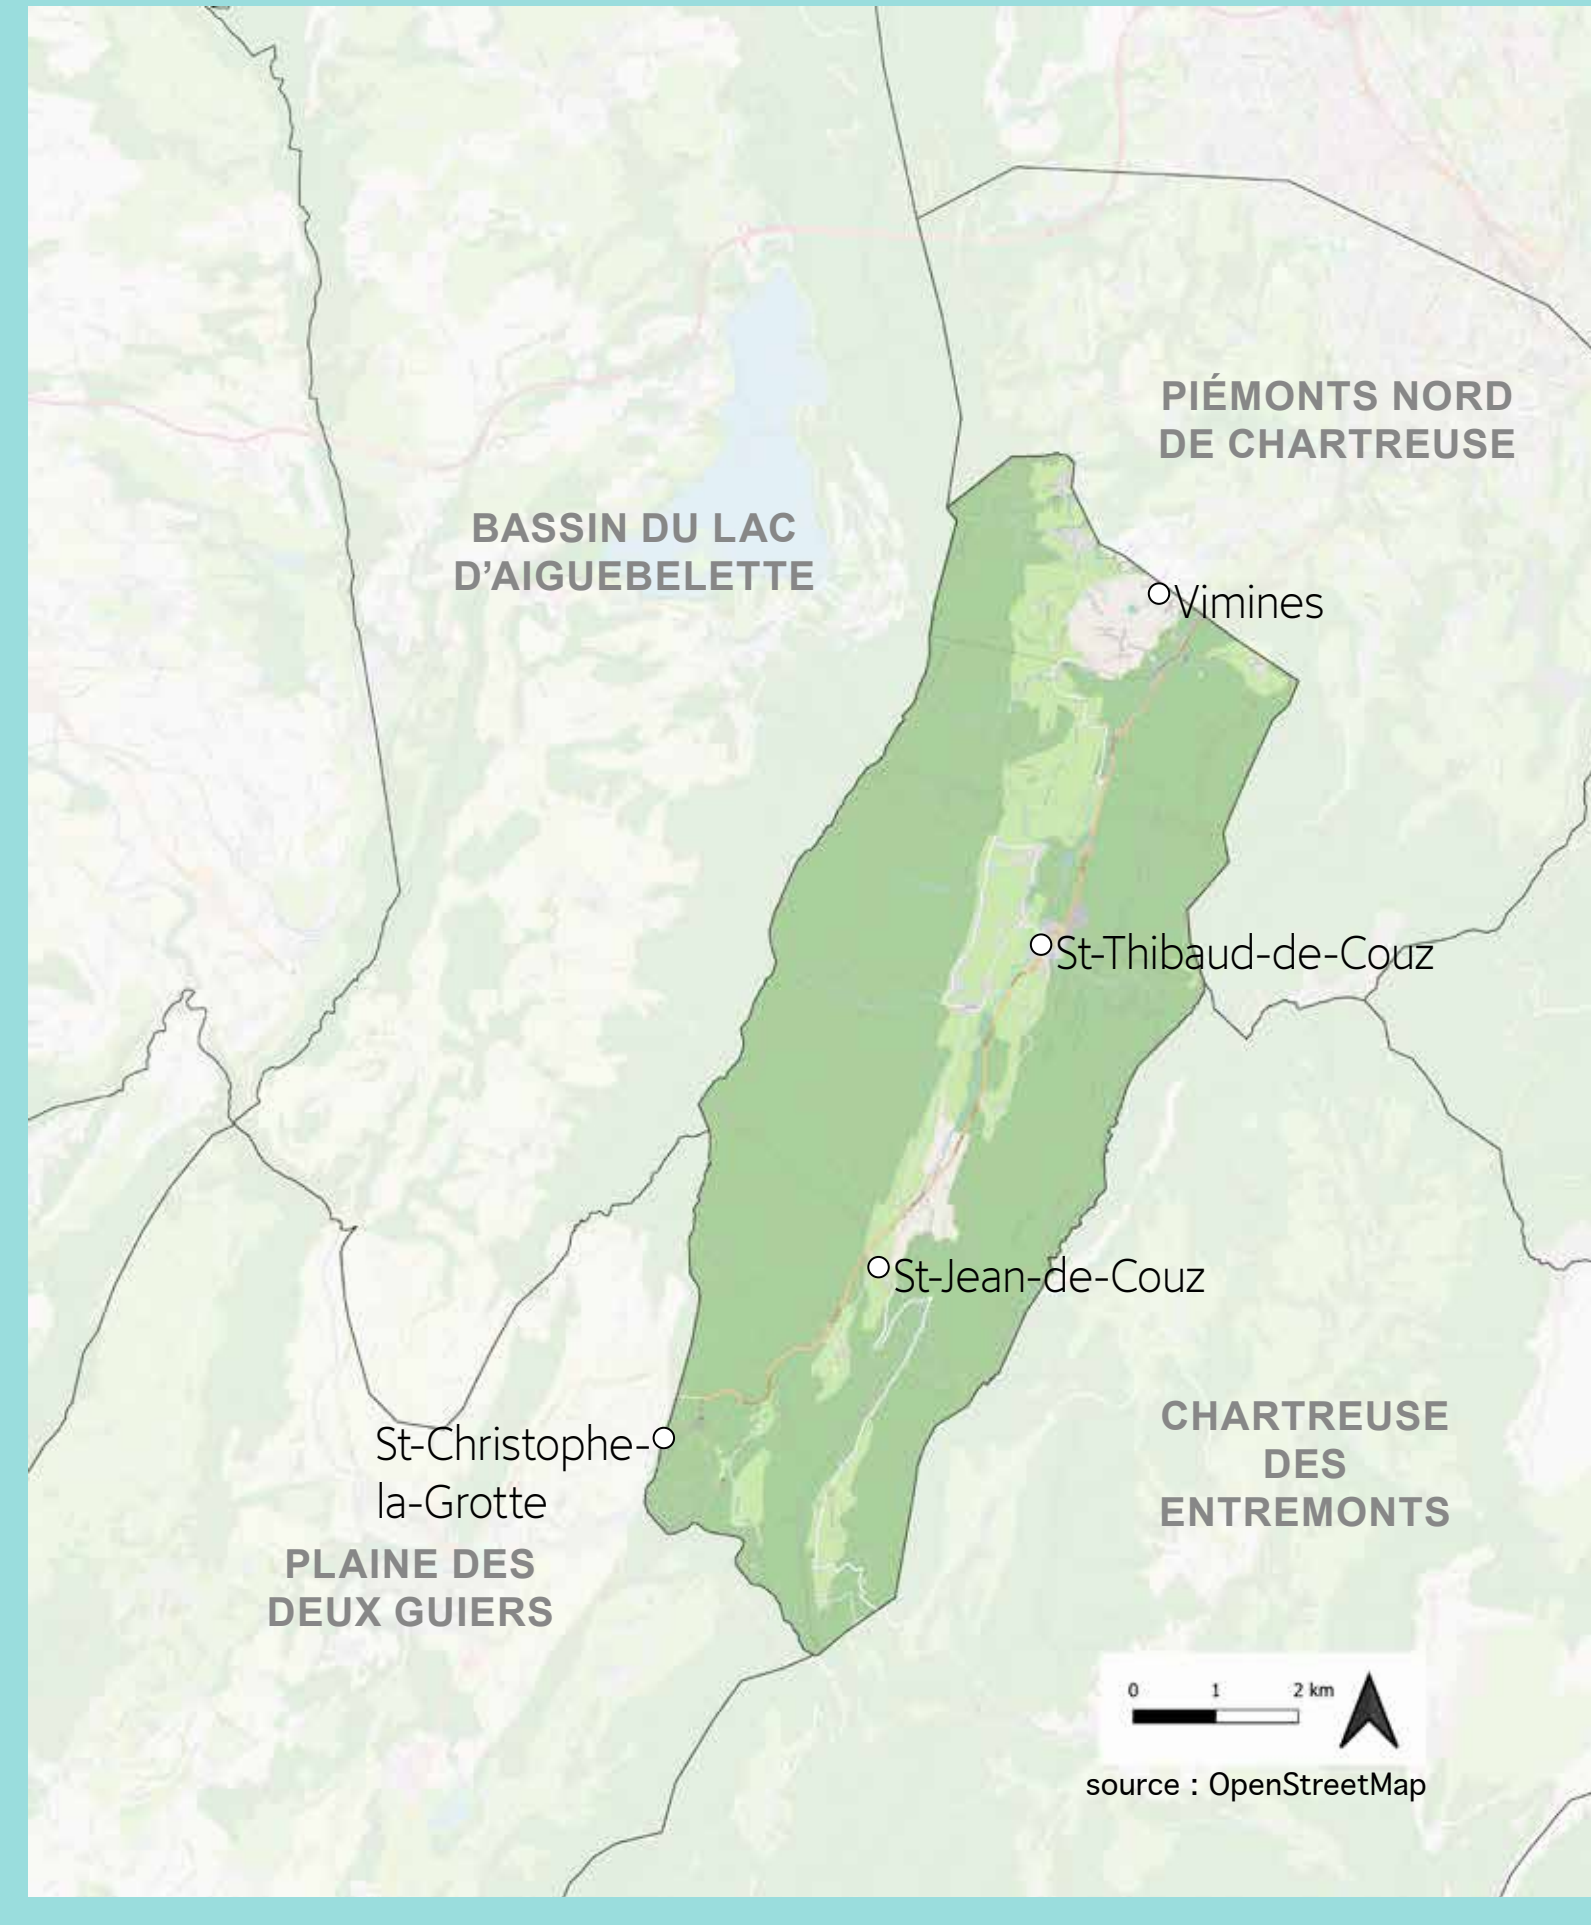 PIÉMONTS NORD
DE CHARTREUSE
BASSIN DU LAC
D’AIGUEBELETTE
Vimines
St-Thibaud-de-Couz
St-Jean-de-Couz
St-Christophe-
la-Grotte
CHARTREUSE
DES
ENTREMONTS
PLAINE DES
DEUX GUIERS
0 1 2 km
source : OpenStreetMap